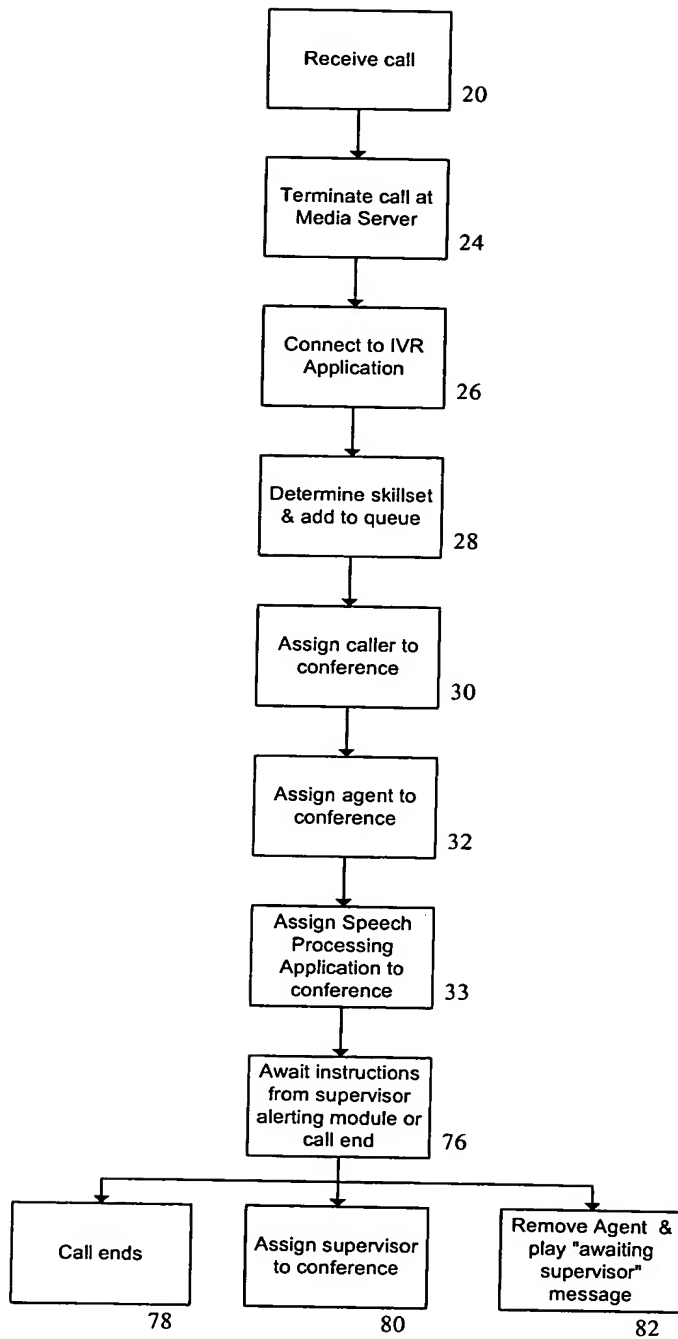 Receive call
20
Terminate call at
Media Server
24
Connect to IVR
Application
26
Determine skillset
& add to queue
28
Assign caller to
conference
30
Assign agent to
conference
32
Assign Speech
Processing
Application to
conference
33
Await instructions
from supervisor
alerting module or
call end
76
Call ends
78
Assign supervisor
to conference
80
Remove Agent &
play "awaiting
supervisor"
message
82